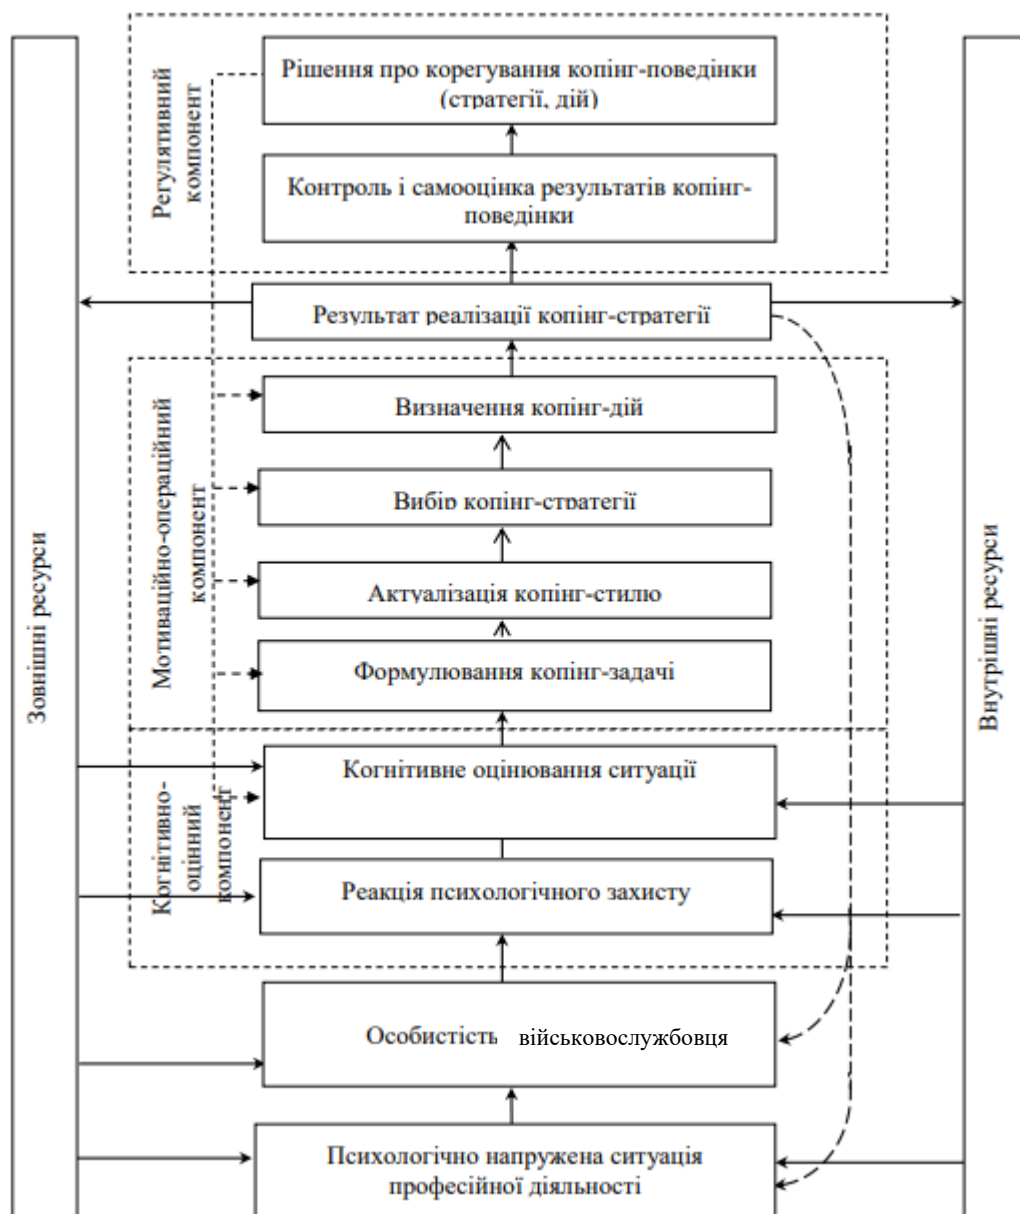 Рішення про корегування копінг-поведінки
(стратегії, дій)
Регулятивний
компонент
Контроль і самооцінка результатів копінг-
поведінки
Результат реалізації копінг-стратегії
Визначення копінг-дій
Мотиваційно-операційний
компонент
Вибір копінг-стратегії
Актуалізація копінг-стилю
Формулювання копінг-задачі
Зовнішні ресурси
Внутрішні ресурси
Когнітивне оцінювання ситуації
Когнітивно-
оцінний
компонент
Реакція психологічного захисту
Особистість військовослужбовця
Психологічно напружена ситуація
професійної діяльності